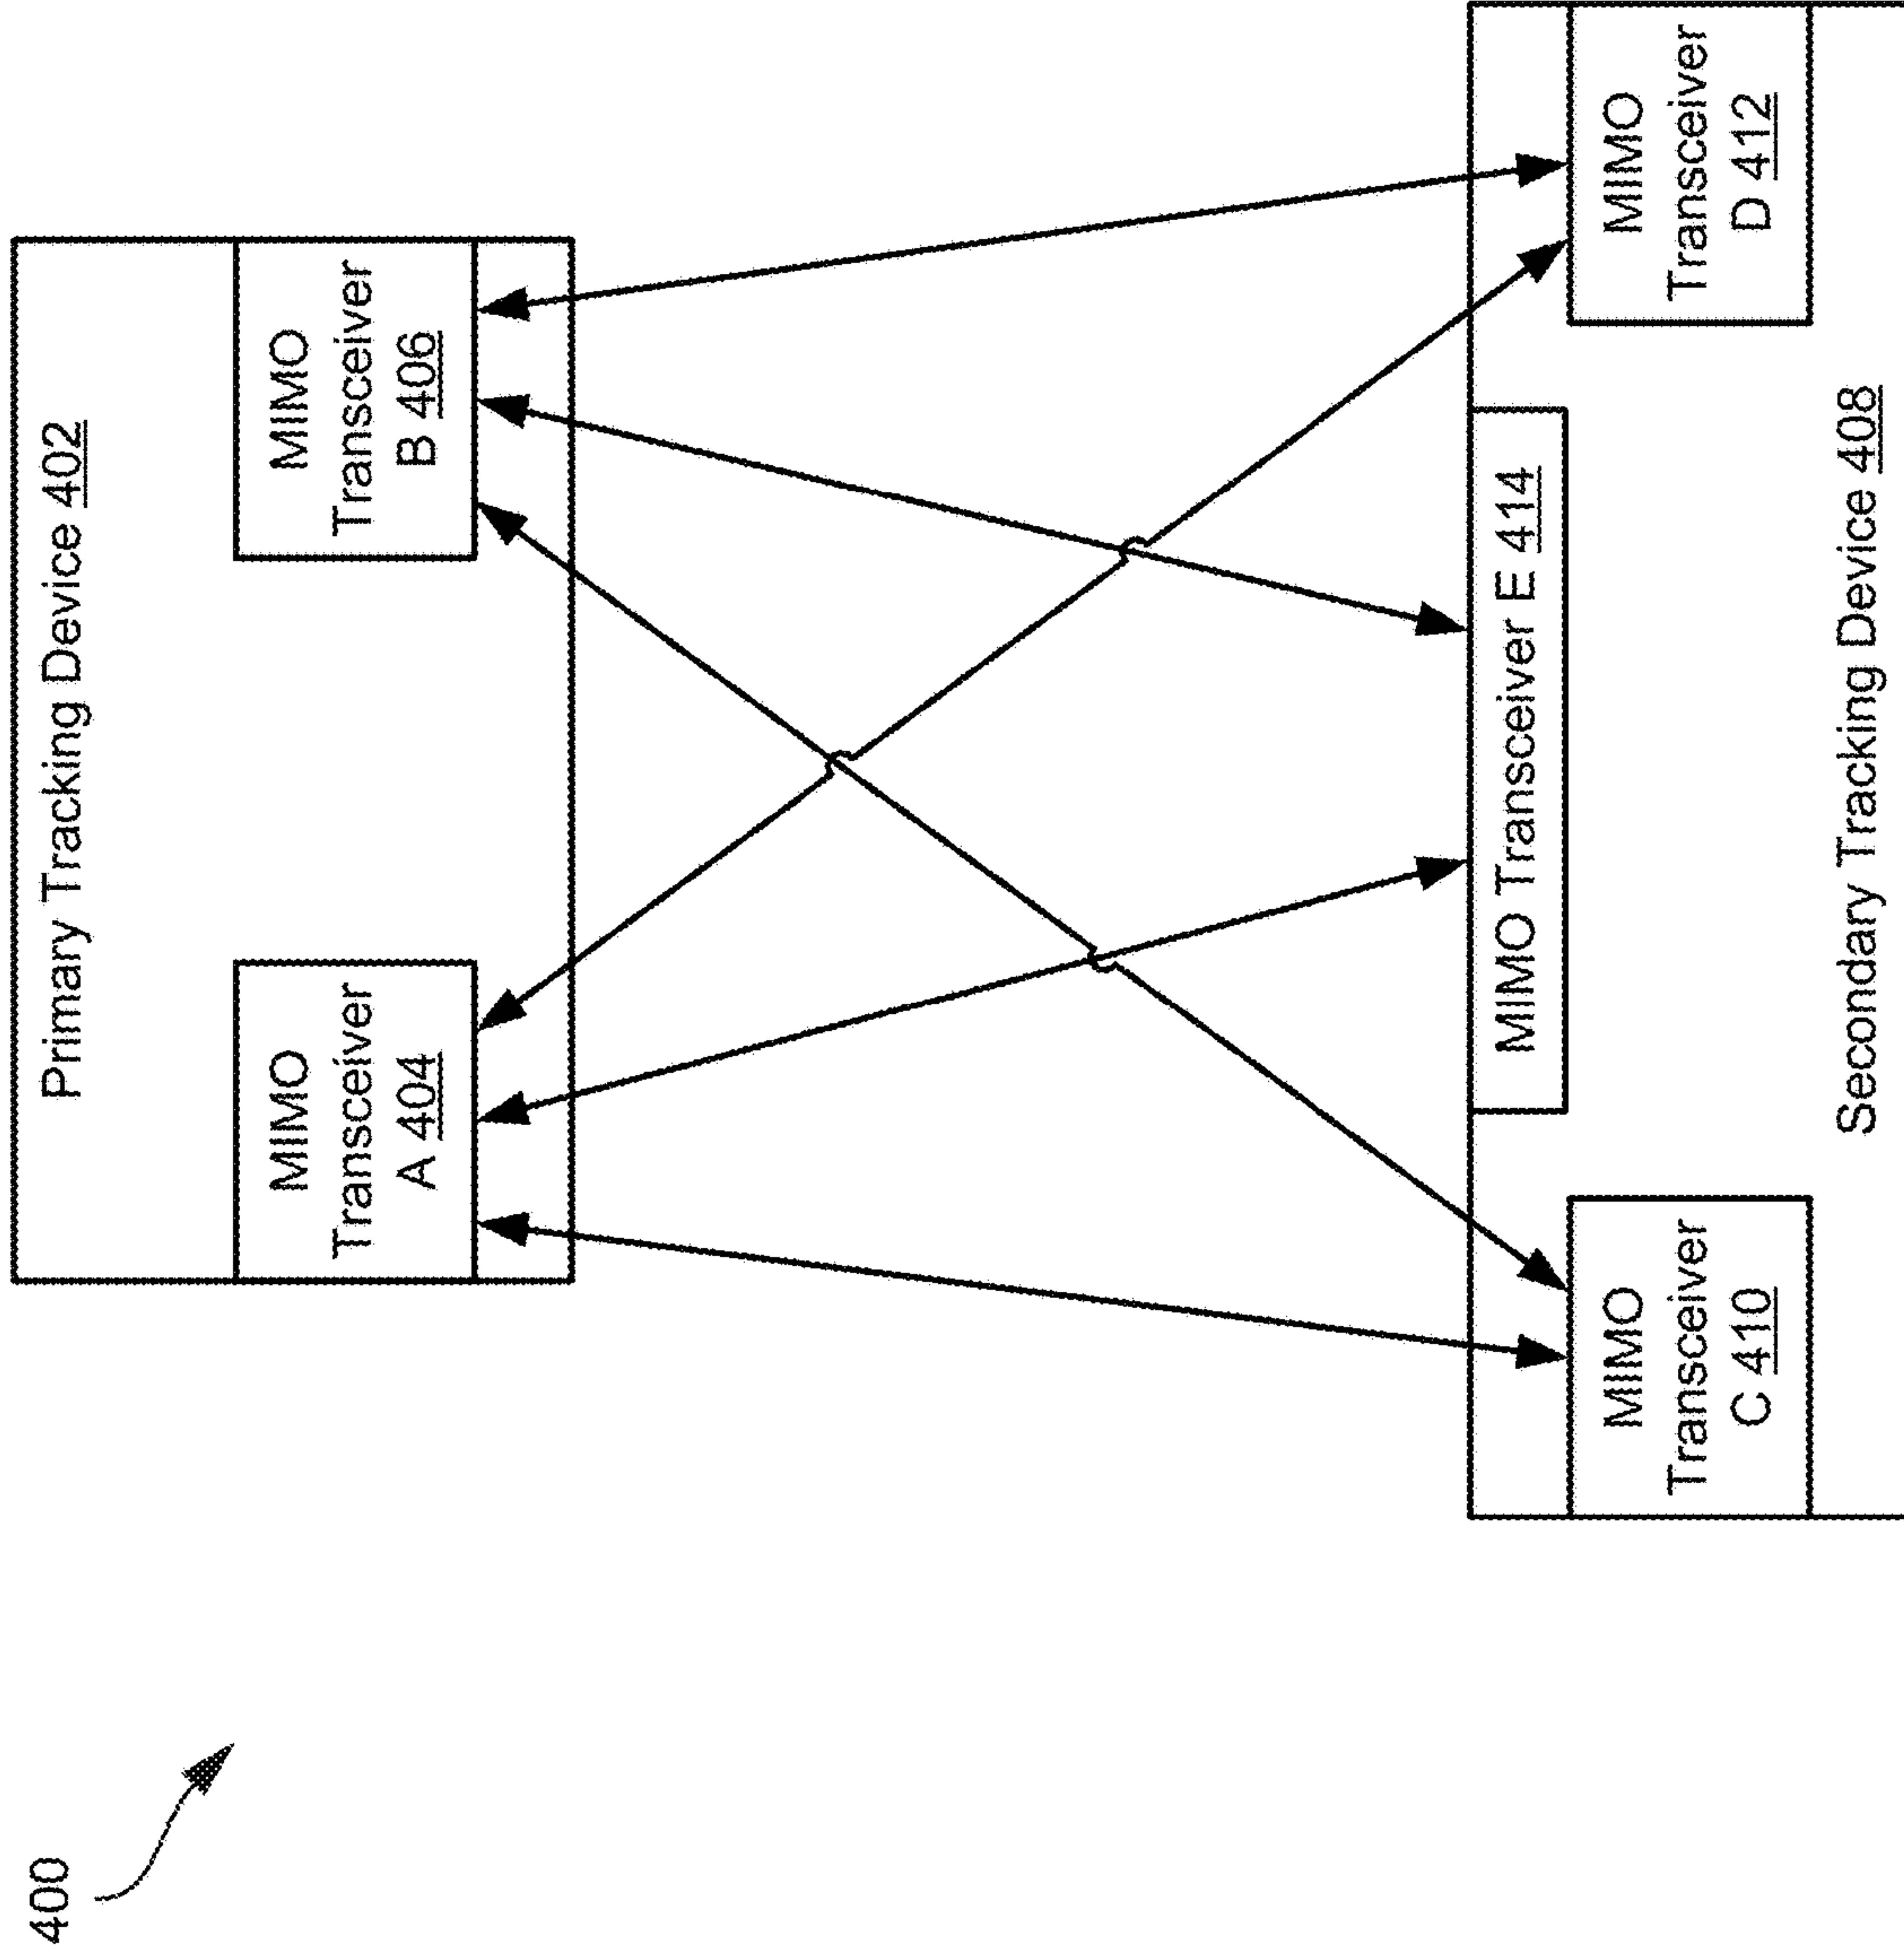 400
Primary Tracking Device 402
MIMO
Transceiver
A 404
MIMO
Transceiver
B 406
MIMO Transceiver E 414
MIMO
Transceiver
C 410
MIMO
Transceiver
D 412
Secondary Tracking Device 408